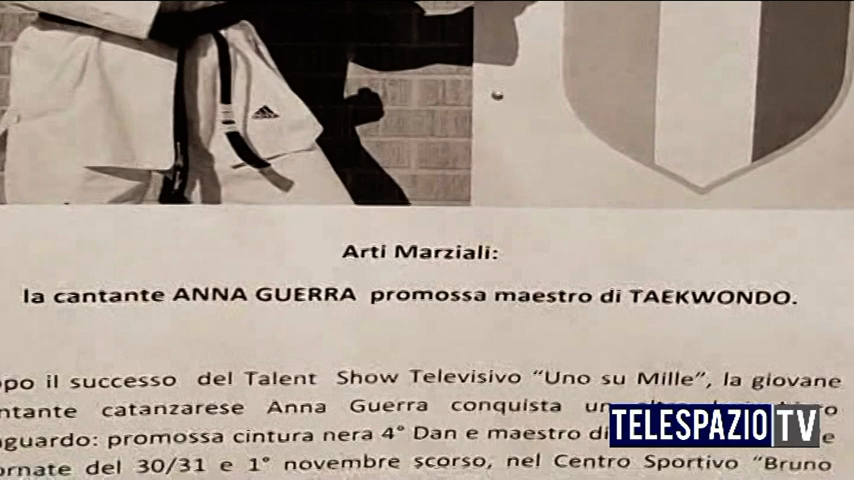 Arti Marziali:
la cantante ANNA GUERRA promossa maestro di TAEKWONDO.
il successo del Talent Show Televisivo "Uno su Mille", la giovane
catanzarese Anna Guerra conquista un
promossa cintura nera 4° Dan e maestro di
del 30/31 e 1° novembre scorso, nel Centro Sportivo "Bruno
TELESPAZIO TV